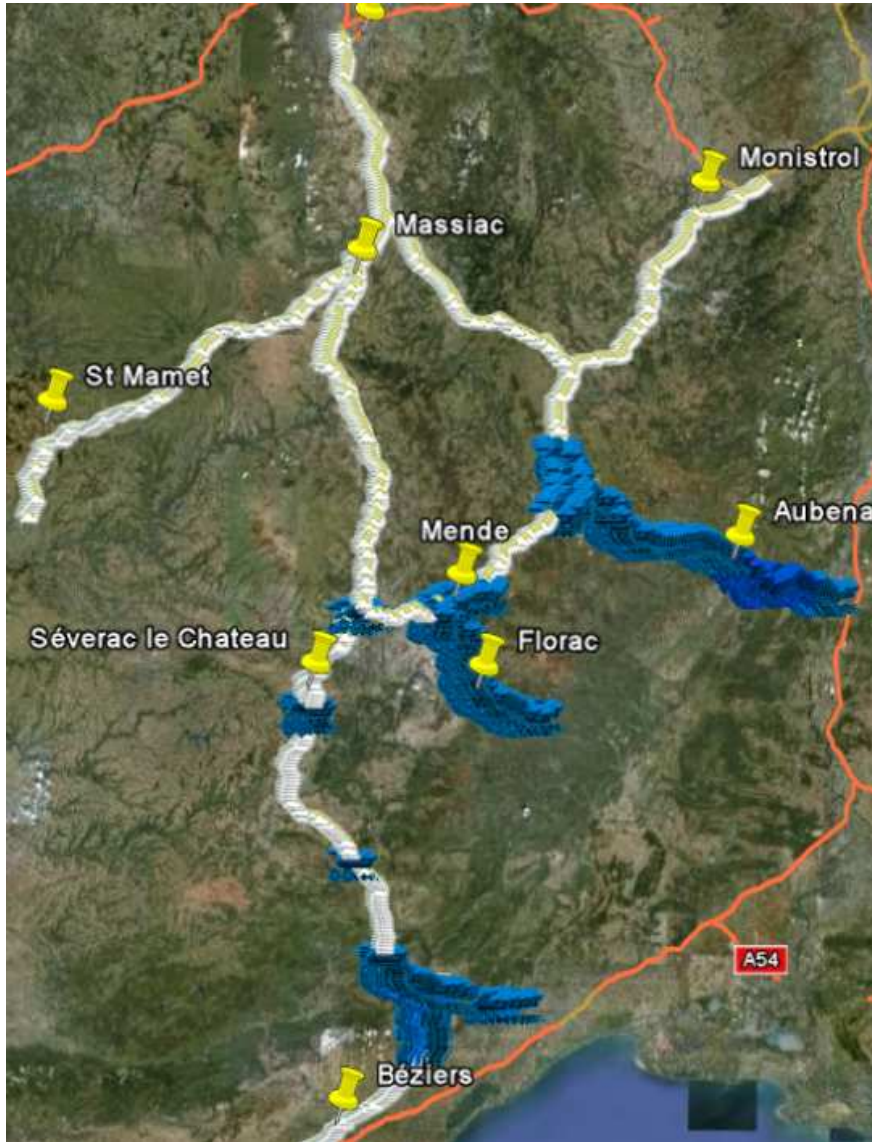 Monistrol
Massiac
St Mamet
Aubena
Mende
Séverac le Chateau
Florac
A54
Béziers